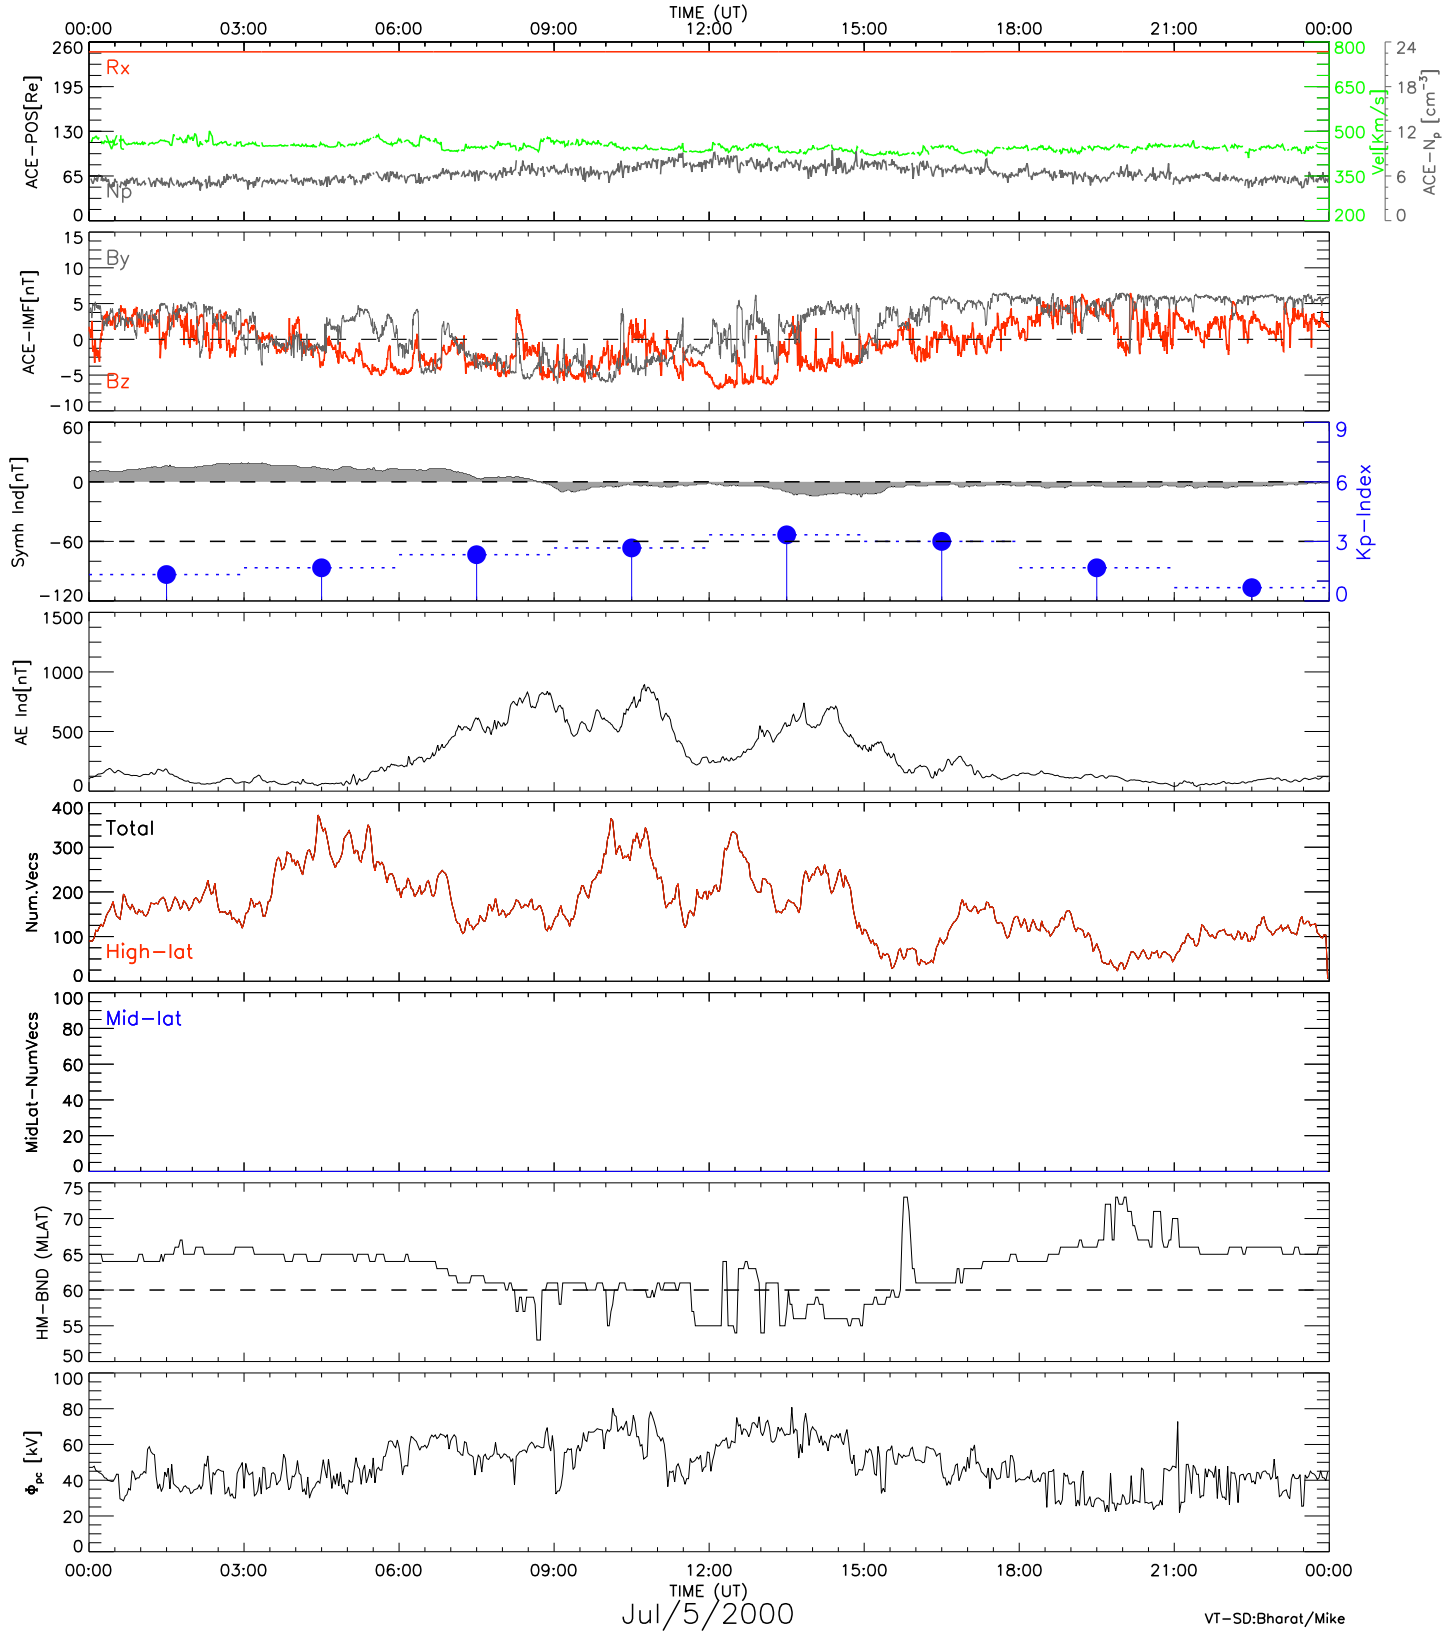 TIME (UT)
00:00 03:00 06:00 09:00 12:00 15:00 18:00 21:00 00:00
260 195 130 65 0
ACE-POS[Re]
Rx
Np
800 650 500 350 200
Vel[Km/s]
24 18 12 6 0
ACE-Np [cm-3]
15 10 5 0 -5 -10
ACE-IMF[nT]
By
Bz
60 0 -60 -120
Symh Ind[nT]
9 6 3 0
Kp-Index
1500 1000 500 0
AE Ind[nT]
400 300 200 100 0
Num.Vecs
Total
High-lat
100 80 60 40 20 0
MidLat-NumVecs
Mid-lat
75 70 65 60 55 50
HM-BND (MLAT)
100 80 60 40 20 0
Φpc [kV]
00:00 03:00 06:00 09:00 12:00 15:00 18:00 21:00 00:00
TIME (UT)
Jul/5/2000
VT-SD:Bharat/Mike